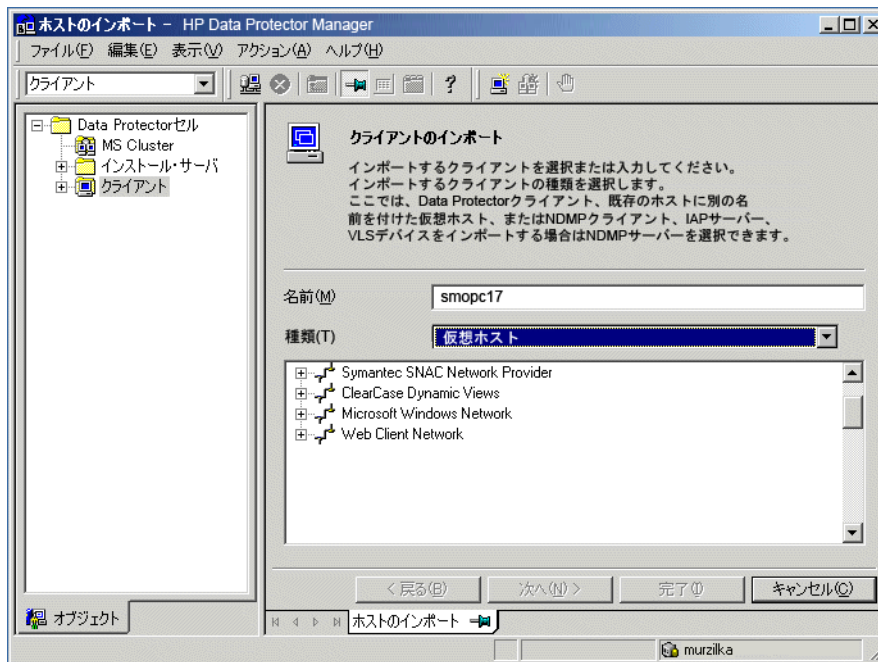 ホストのインポート - HP Data Protector Manager
ファイル(F) 編集(E) 表示(V) アクション(A) ヘルプ(H)
クライアント
Data Protectorセル
MS Cluster
インストール・サーバ
クライアント
クライアントのインポート
インポートするクライアントを選択または入力してください。
インポートするクライアントの種類を選択します。
ここでは、Data Protectorクライアント、既存のホストに別の名
前を付けた仮想ホスト、またはNDMPクライアント、IAPサーバー、
VLSデバイスをインポートする場合はNDMPサーバーを選択できます。
名前(M) smopc17
種類(T) 仮想ホスト
Symantec SNAC Network Provider
ClearCase Dynamic Views
Microsoft Windows Network
Web Client Network
< 戻る(B) 次へ(N) > 完了(I) キャンセル(C)
オブジェクト
ホストのインポート
murzilka